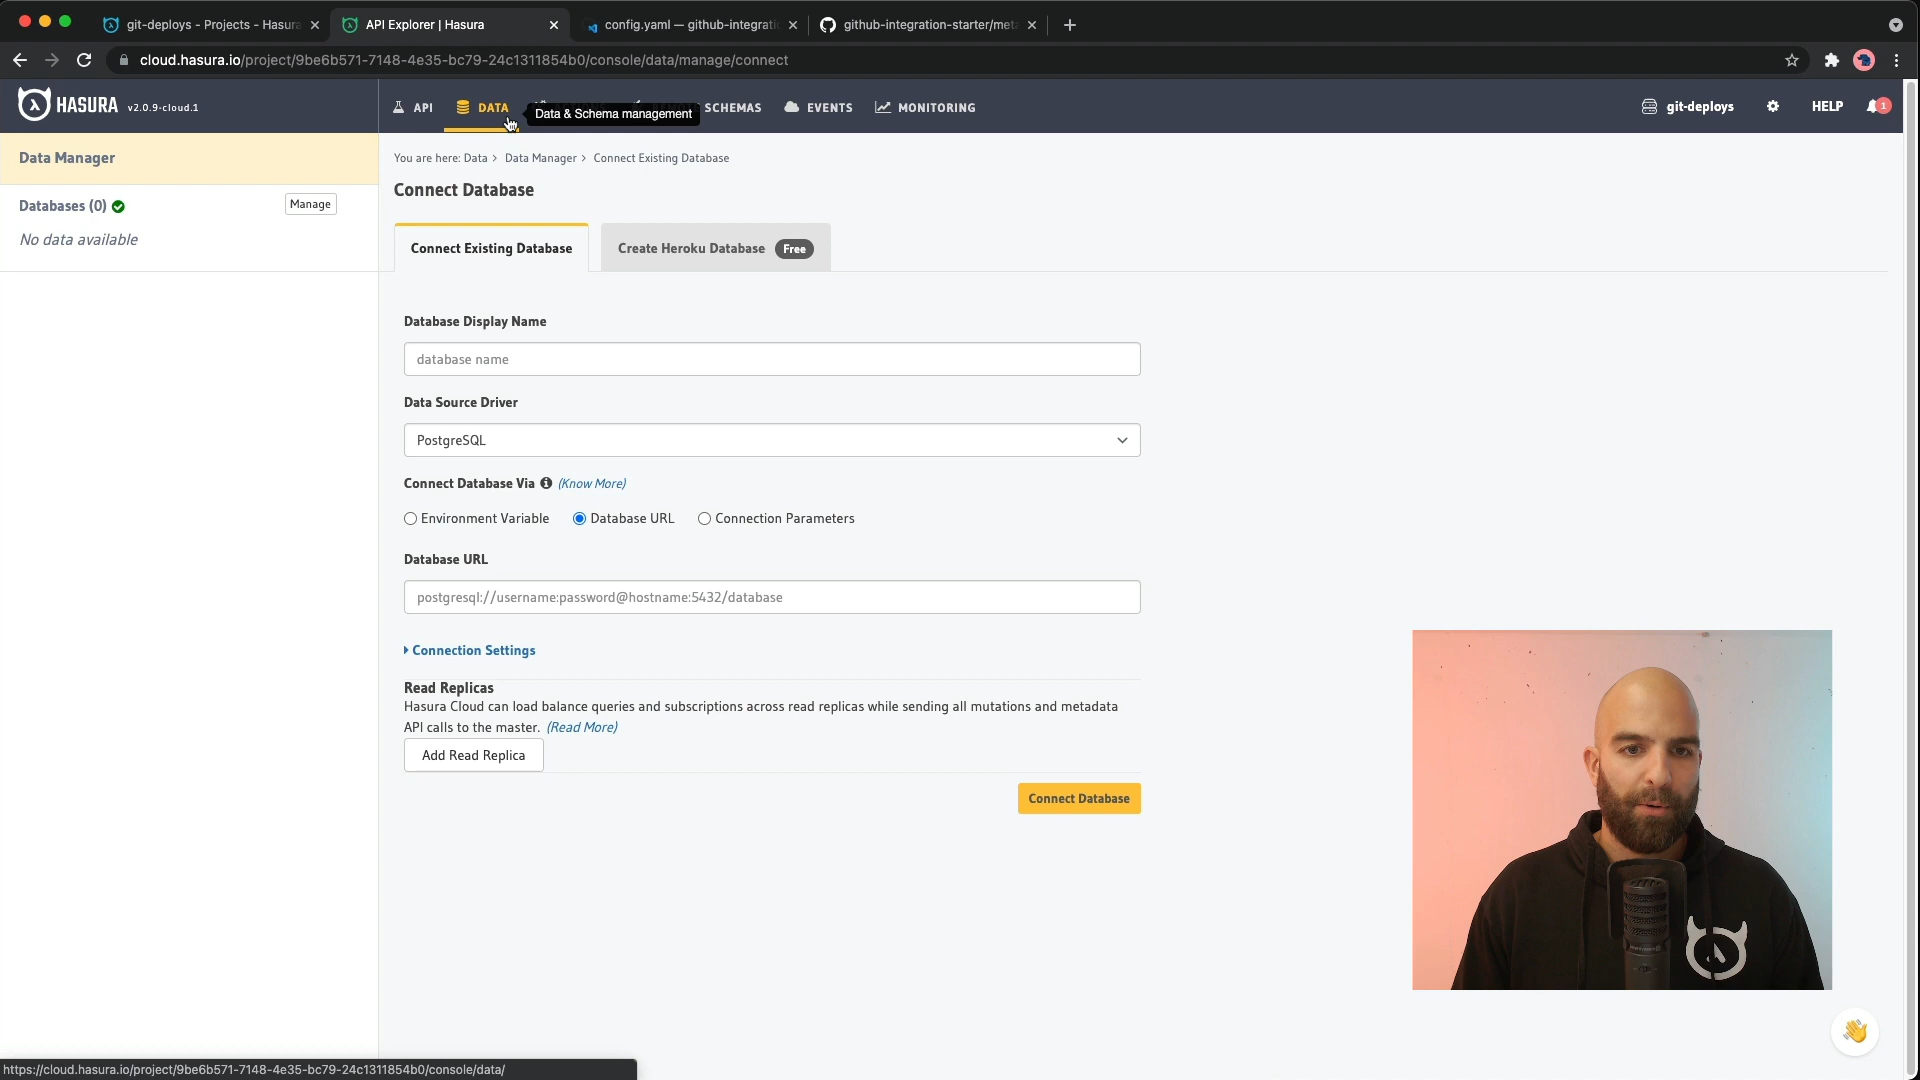 git-deploys - Projects - Hasura
API Explorer | Hasura
config.yaml — github-integrati
github-integration-starter/meta
cloud.hasura.io/project/9be6b571-7148-4e35-bc79-24c1311854b0/console/data/manage/connect
HASURA v2.0.9-cloud.1
API
DATA
Data & Schema management
SCHEMAS
EVENTS
MONITORING
git-deploys
HELP
1
Data Manager
Databases (0)
Manage
No data available
You are here: Data > Data Manager > Connect Existing Database
Connect Database
Connect Existing Database
Create Heroku Database Free
Database Display Name
database name
Data Source Driver
PostgreSQL
Connect Database Via (Know More)
Environment Variable Database URL Connection Parameters
Database URL
postgresql://username:password@hostname:5432/database
Connection Settings
Read Replicas
Hasura Cloud can load balance queries and subscriptions across read replicas while sending all mutations and metadata
API calls to the master. (Read More)
Add Read Replica
Connect Database
https://cloud.hasura.io/project/9be6b571-7148-4e35-bc79-24c1311854b0/console/data/